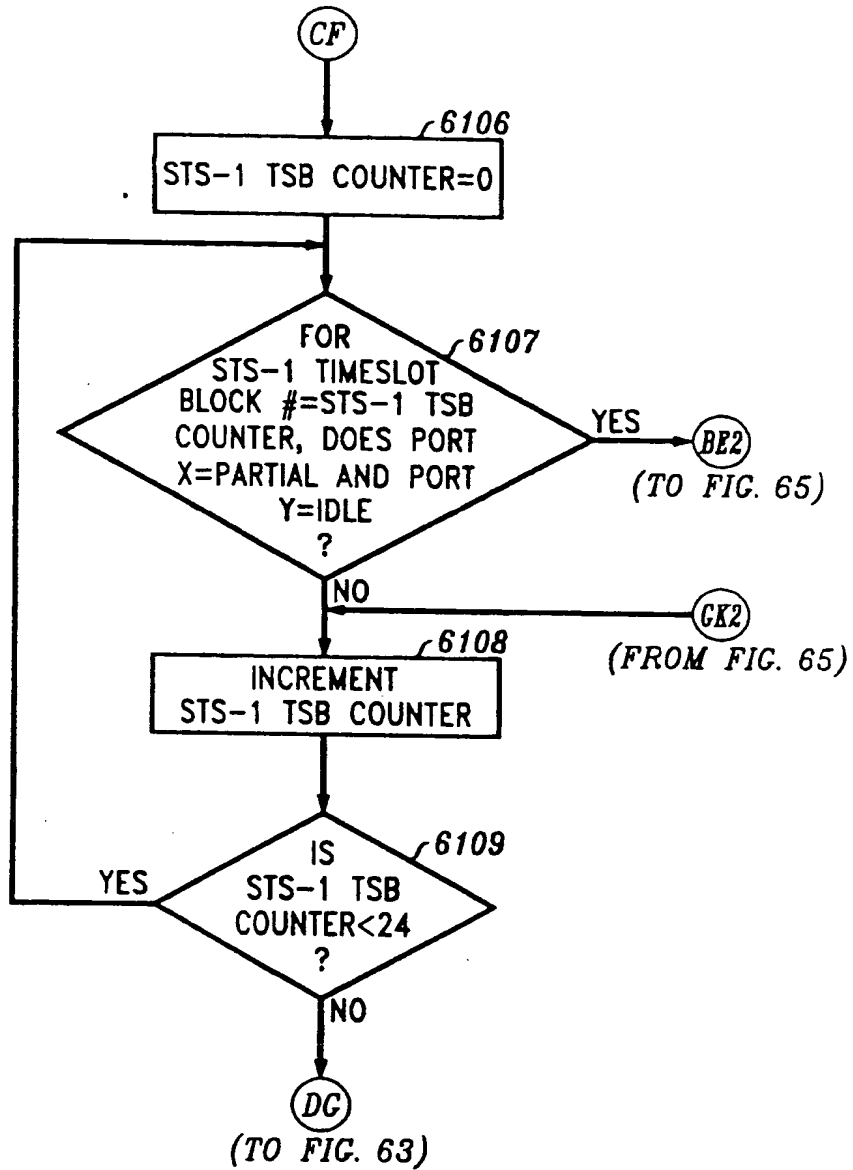 CF
6106
STS-1 TSB COUNTER=0
6107
FOR
STS-1 TIMESLOT
BLOCK #=STS-1 TSB
COUNTER, DOES PORT
X=PARTIAL AND PORT
Y=IDLE
?
YES
BE2
(TO FIG. 65)
NO
GK2
(FROM FIG. 65)
6108
INCREMENT
STS-1 TSB COUNTER
6109
IS
STS-1 TSB
COUNTER<24
?
YES
NO
DG
(TO FIG. 63)